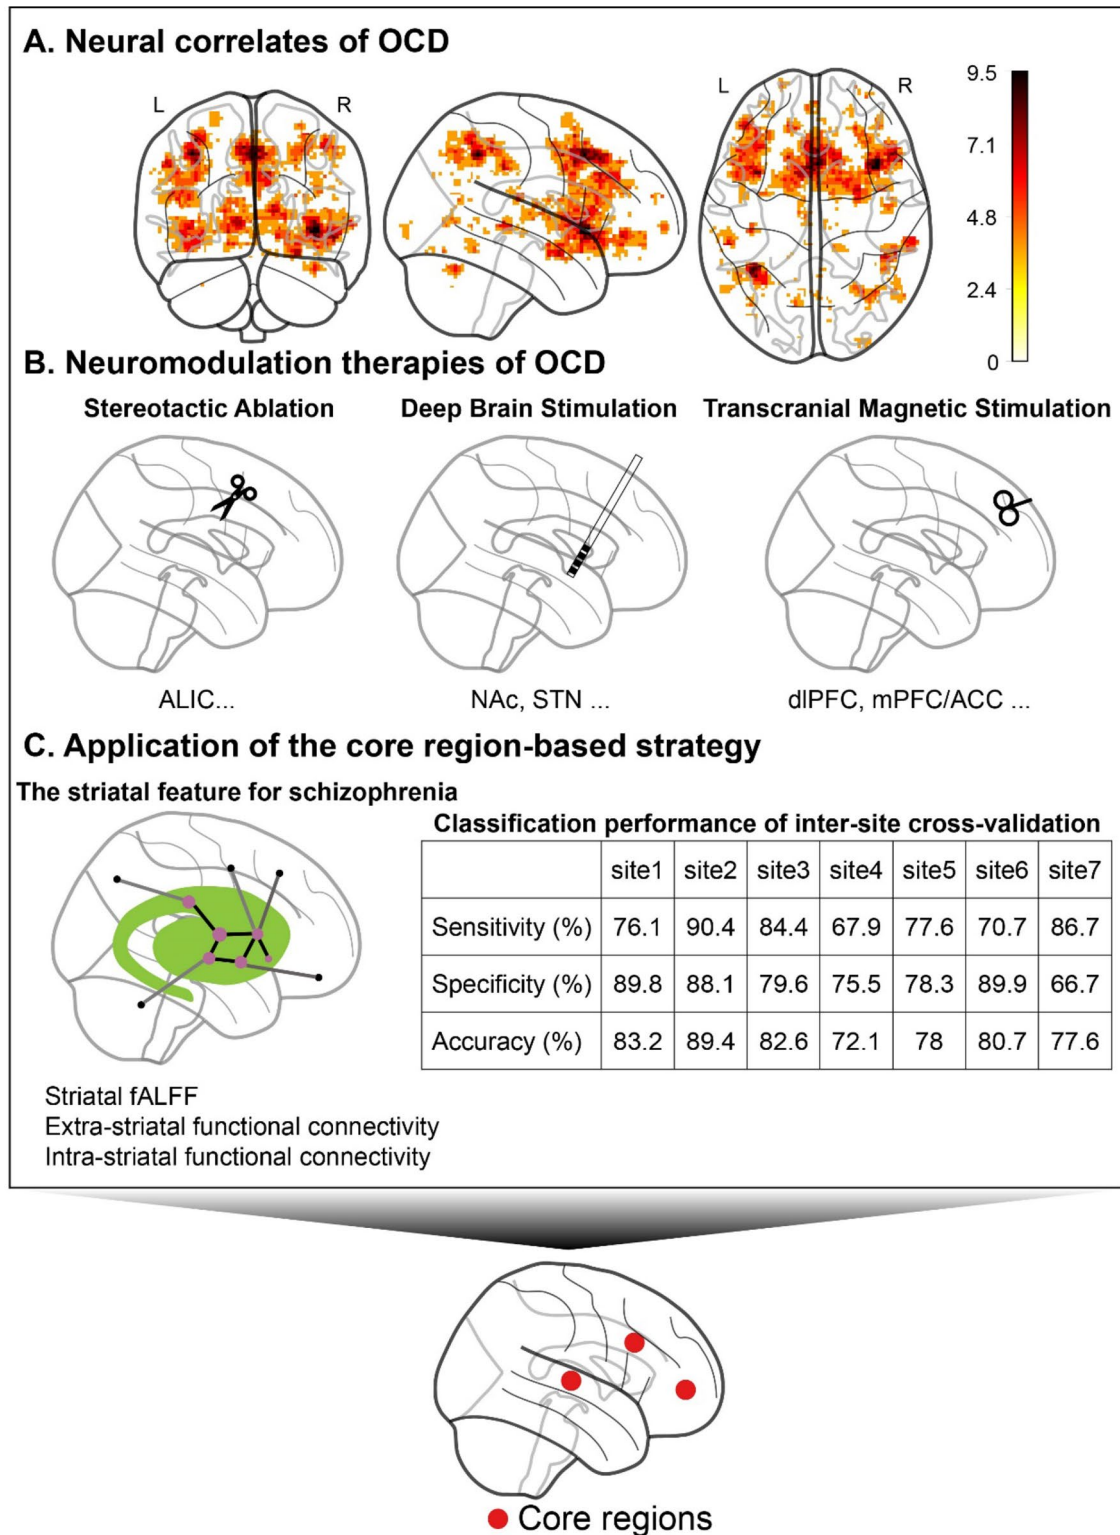 A. Neural correlates of OCD
L
R
L
R
9.5
7.1
4.8
2.4
0
B. Neuromodulation therapies of OCD
Stereotactic Ablation
Deep Brain Stimulation
Transcranial Magnetic Stimulation
ALIC...
NAc, STN ...
dlPFC, mPFC/ACC ...
C. Application of the core region-based strategy
The striatal feature for schizophrenia
Classification performance of inter-site cross-validation
site1 site2 site3 site4 site5 site6 site7
Sensitivity (%) 76.1 90.4 84.4 67.9 77.6 70.7 86.7
Specificity (%) 89.8 88.1 79.6 75.5 78.3 89.9 66.7
Accuracy (%) 83.2 89.4 82.6 72.1 78 80.7 77.6
Striatal fALFF
Extra-striatal functional connectivity
Intra-striatal functional connectivity
Core regions